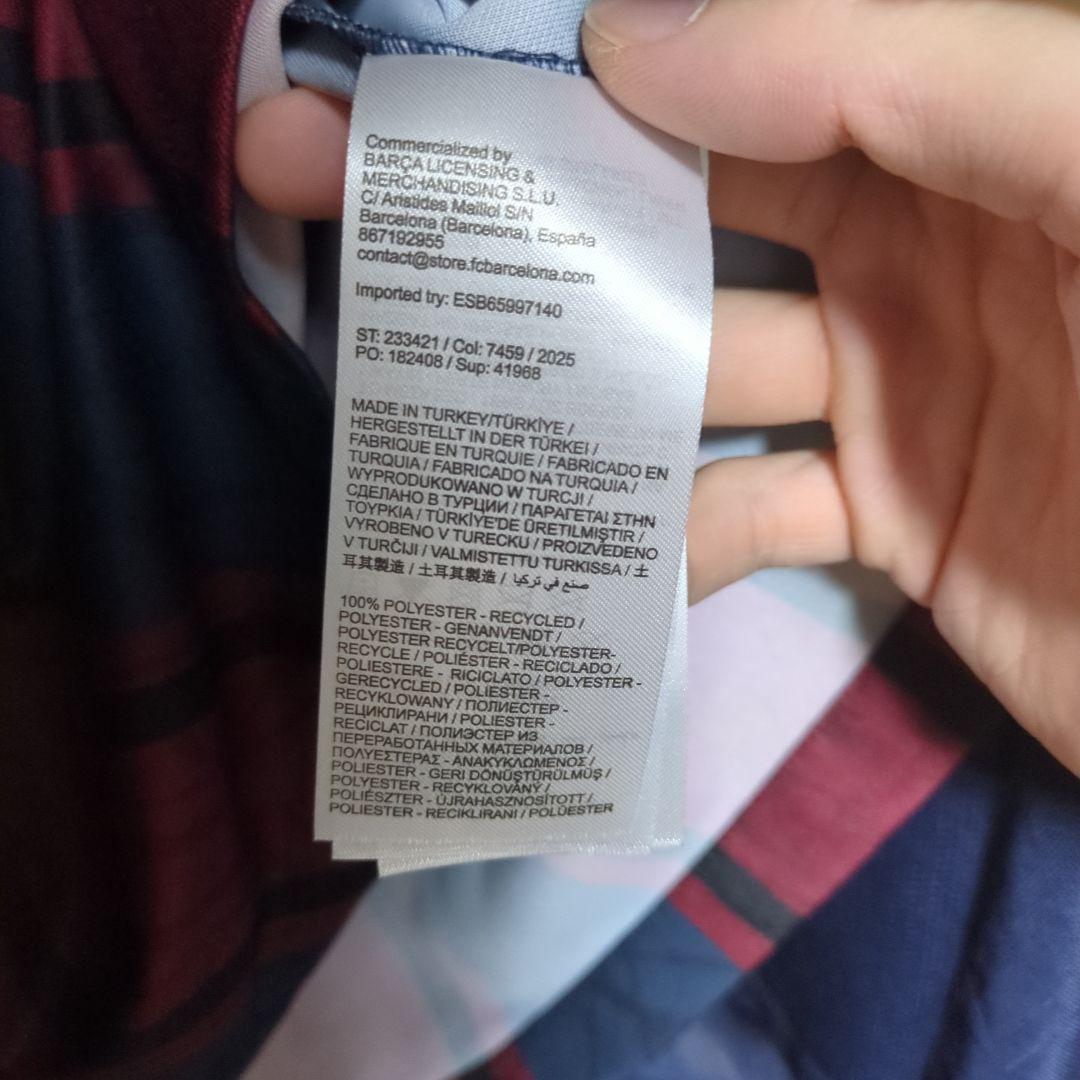 Commercialized by
BARÇA LICENSING &
MERCHANDISING S.L.U.
C/ Aristides Maillol S/N
Barcelona (Barcelona), España
867192955
contact@store.fcbarcelona.com
Imported try: ESB65997140
ST: 233421 / Col: 7459 / 2025
PO: 182408 / Sup: 41968
MADE IN TURKEY/TÜRKİYE /
HERGESTELLT IN DER TÜRKEI /
FABRIQUE EN TURQUIE / FABRICADO EN
TURQUIA / FABRICADO NA TURQUIA /
WYPRODUKOWANO W TURCJI /
СДЕЛАНО В ТУРЦИИ / ΠΑΡΑΓΕΤΑΙ ΣΤΗΝ
ΤΟΥΡΚΙΑ / TÜRKİYE'DE ÜRETİLMİŞTİR /
VYROBENO V TURECKU / PROIZVEDENO
V TURČIJI / VALMISTETTU TURKISSA / 土
耳其製造 / 土耳其製造 / صنع في تركيا
100% POLYESTER - RECYCLED /
POLYESTER - GENANVENDT /
POLYESTER RECYCELT/POLYESTER-
RECYCLE / POLIÉSTER - RECICLADO /
POLIESTERE - RICICLATO / POLYESTER -
GERECYCLED / POLIESTER -
RECYKLOWANY / ПОЛИЕСТЕР -
РЕЦИКЛИРАНИ / POLIESTER -
RECICLAT / ПОЛИЭСТЕР ИЗ
ПЕРЕРАБОТАННЫХ МАТЕРИАЛОВ /
ΠΟΛΥΕΣΤΕΡΑΣ - ΑΝΑΚΥΚΛΩΜΕΝΟΣ /
POLIESTER - GERI DÖNÜŞTÜRÜLMÜŞ /
POLYESTER - RECYKLOVANÝ /
POLIÉSZTER - ÚJRAHASZNOSÍTOTT /
POLIESTER - RECIKLIRANI / POLÜESTER